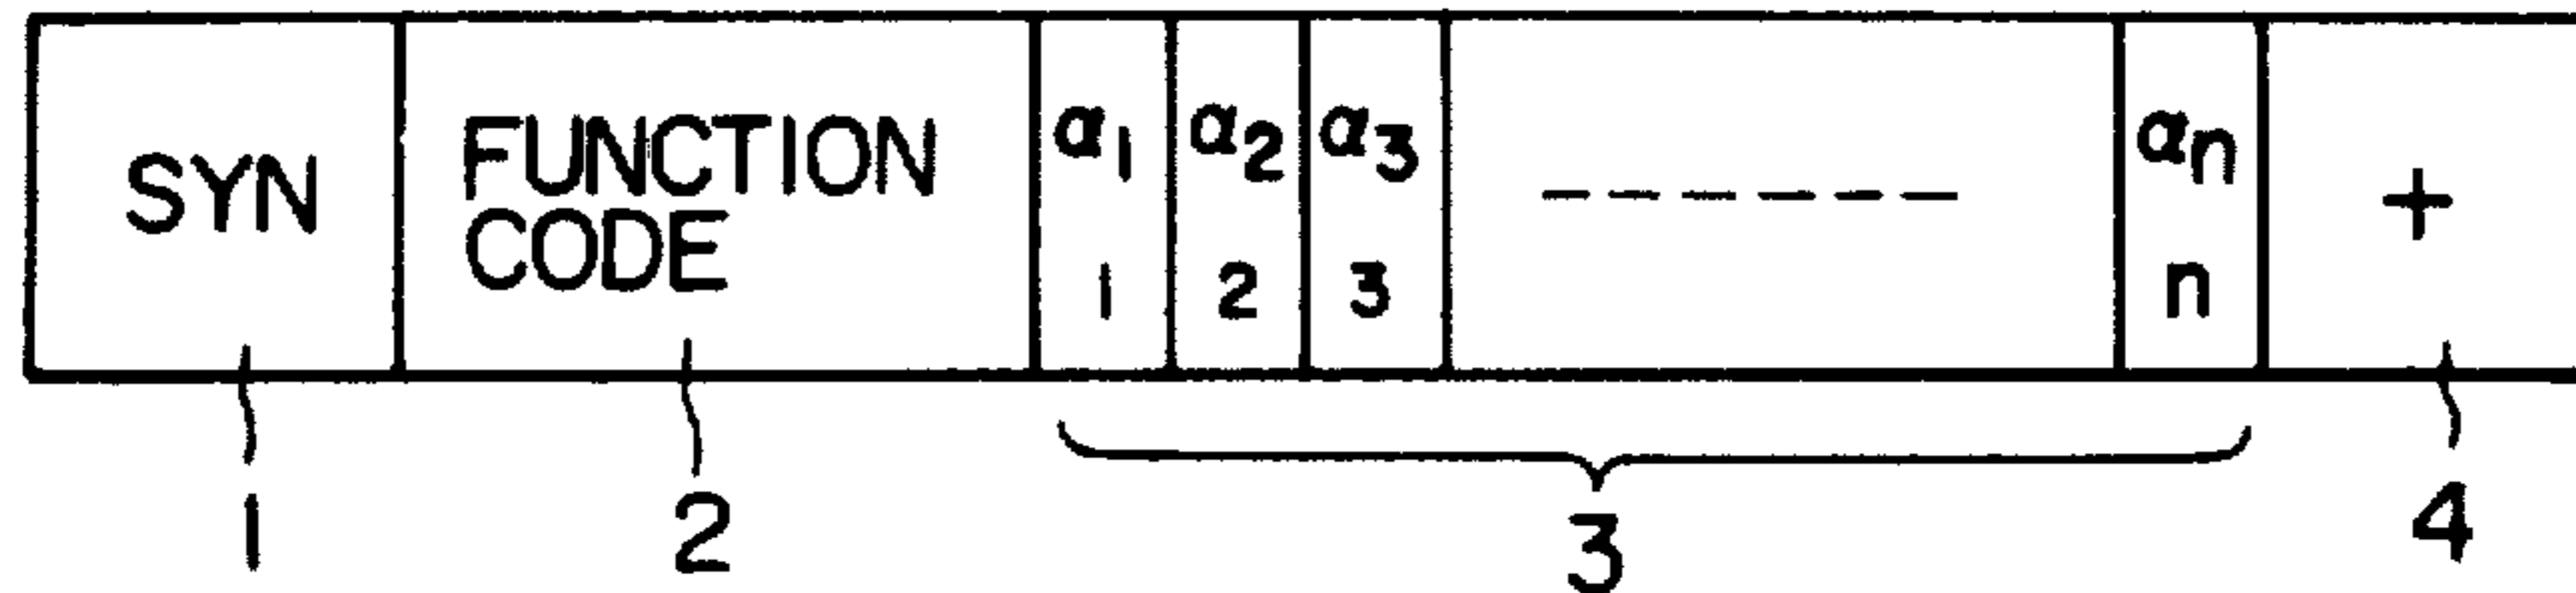 SYN
FUNCTION
CODE
α1 α2 α3 ------ αn +
1 2 3 n
1 2 3 4